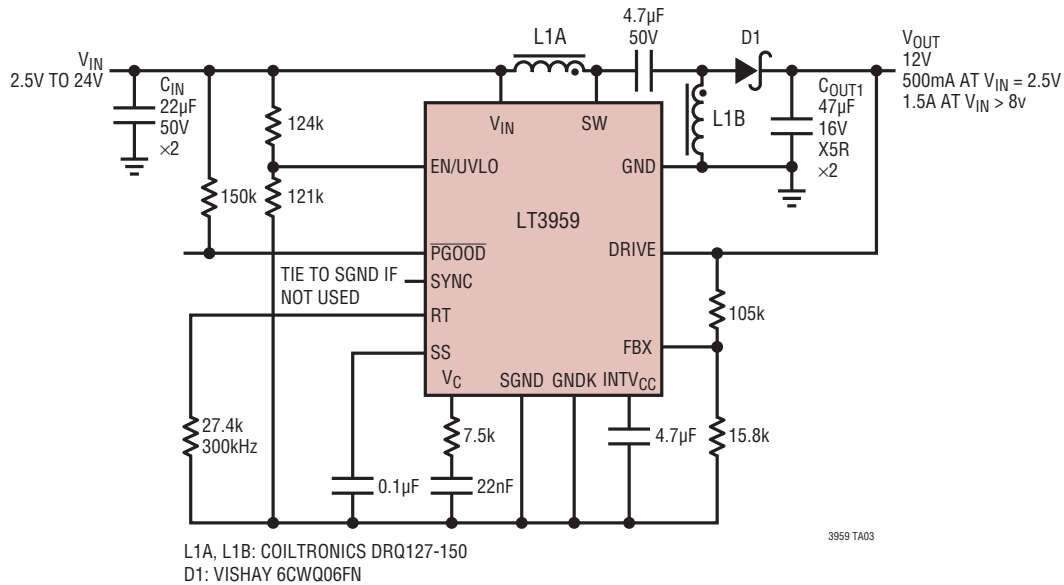 4.7µF
50V
L1A
D1
VIN
2.5V TO 24V
VOUT
12V
500mA AT VIN = 2.5v
1.5A AT VIN > 8v
CIN
22µF
50V
×2
COUT1
47µF
16V
X5R
×2
L1B
124k
VIN
SW
EN/UVLO
GND
150k
121k
LT3959
PGOOD
DRIVE
TIE TO SGND IF
NOT USED
SYNC
RT
105k
SS
FBX
VC
SGND
GNDK
INTVCC
27.4k
300kHz
7.5k
4.7µF
15.8k
0.1µF
22nF
3959 TA03
L1A, L1B: COILTRONICS DRQ127-150
D1: VISHAY 6CWQ06FN